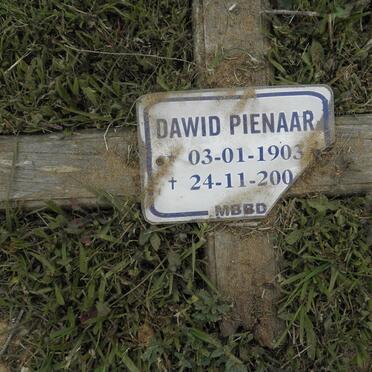 DAWID PIENAAR
* 03-01-1903
† 24-11-200
MBBD